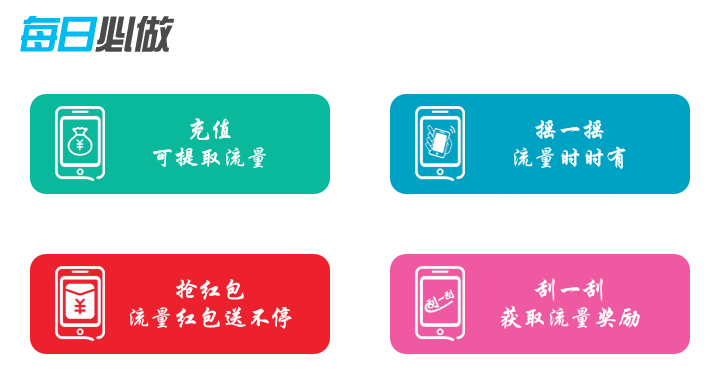 每日必做
充值
可提取流量
摇一摇
流量时时有
抢红包
流量红包送不停
刮一刮
刮一刮
获取流量奖励